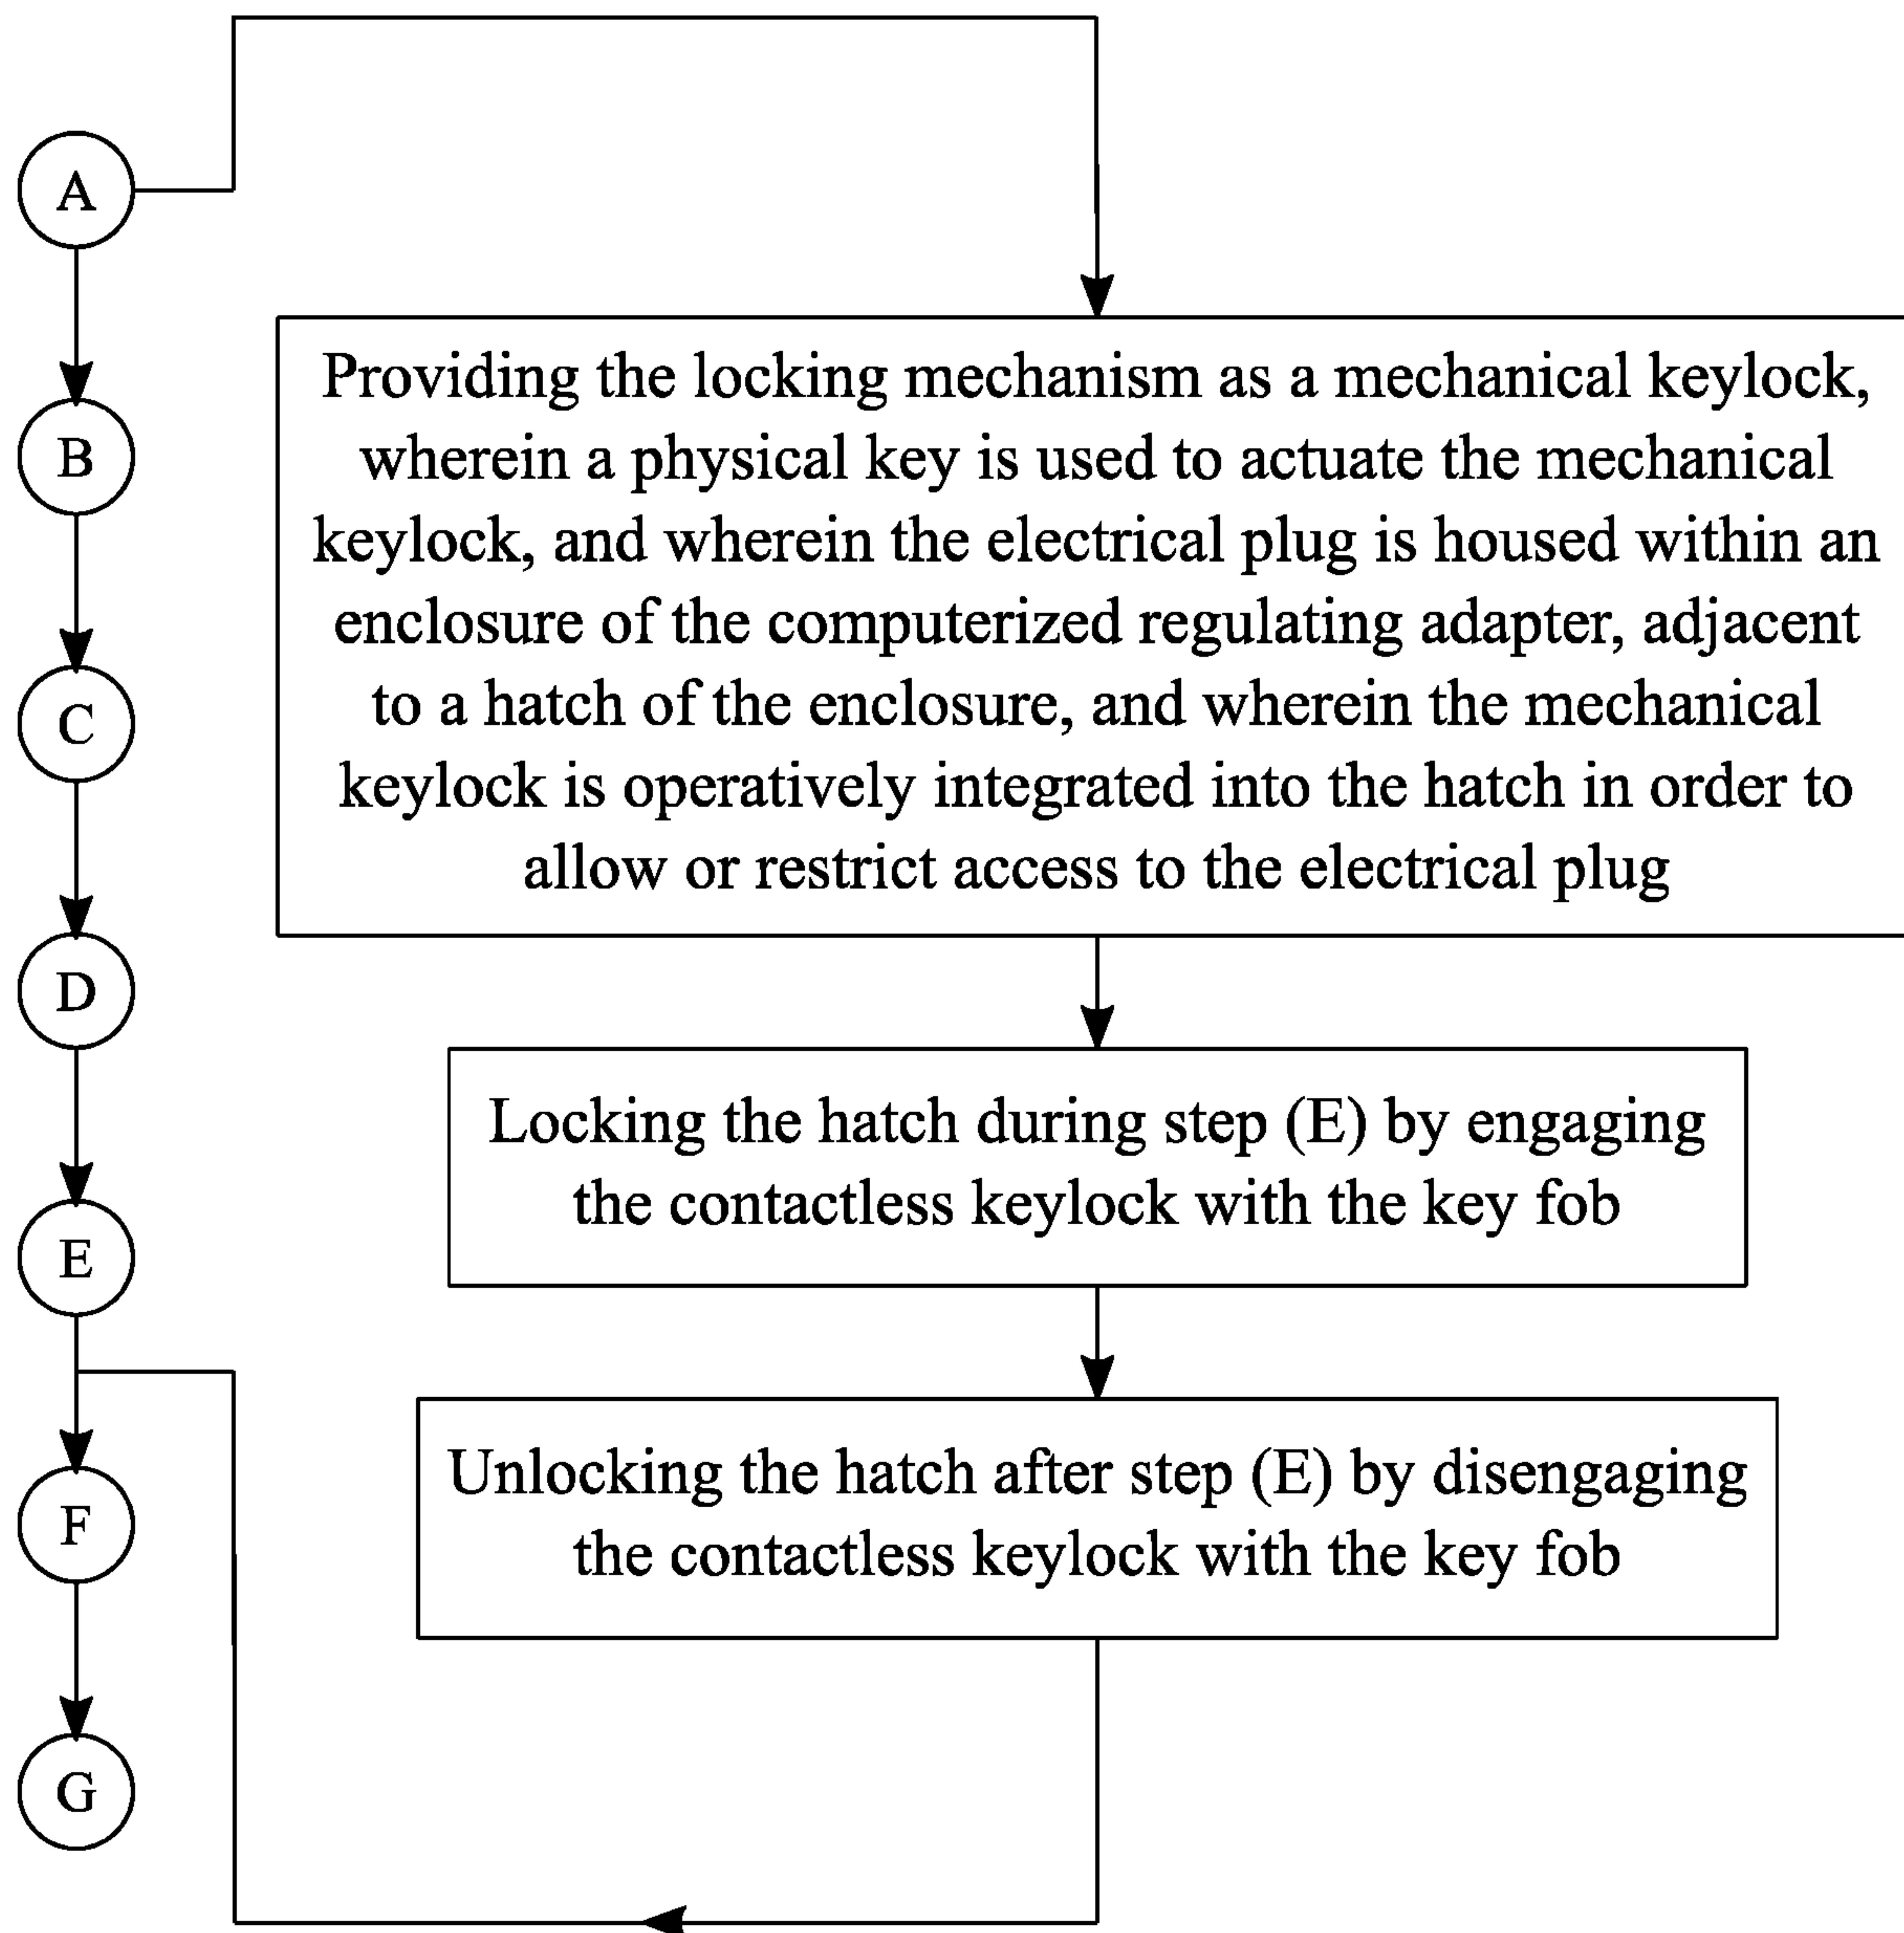 A
B
C
D
E
F
G
Providing the locking mechanism as a mechanical keylock,
wherein a physical key is used to actuate the mechanical
keylock, and wherein the electrical plug is housed within an
enclosure of the computerized regulating adapter, adjacent
to a hatch of the enclosure, and wherein the mechanical
keylock is operatively integrated into the hatch in order to
allow or restrict access to the electrical plug
Locking the hatch during step (E) by engaging
the contactless keylock with the key fob
Unlocking the hatch after step (E) by disengaging
the contactless keylock with the key fob